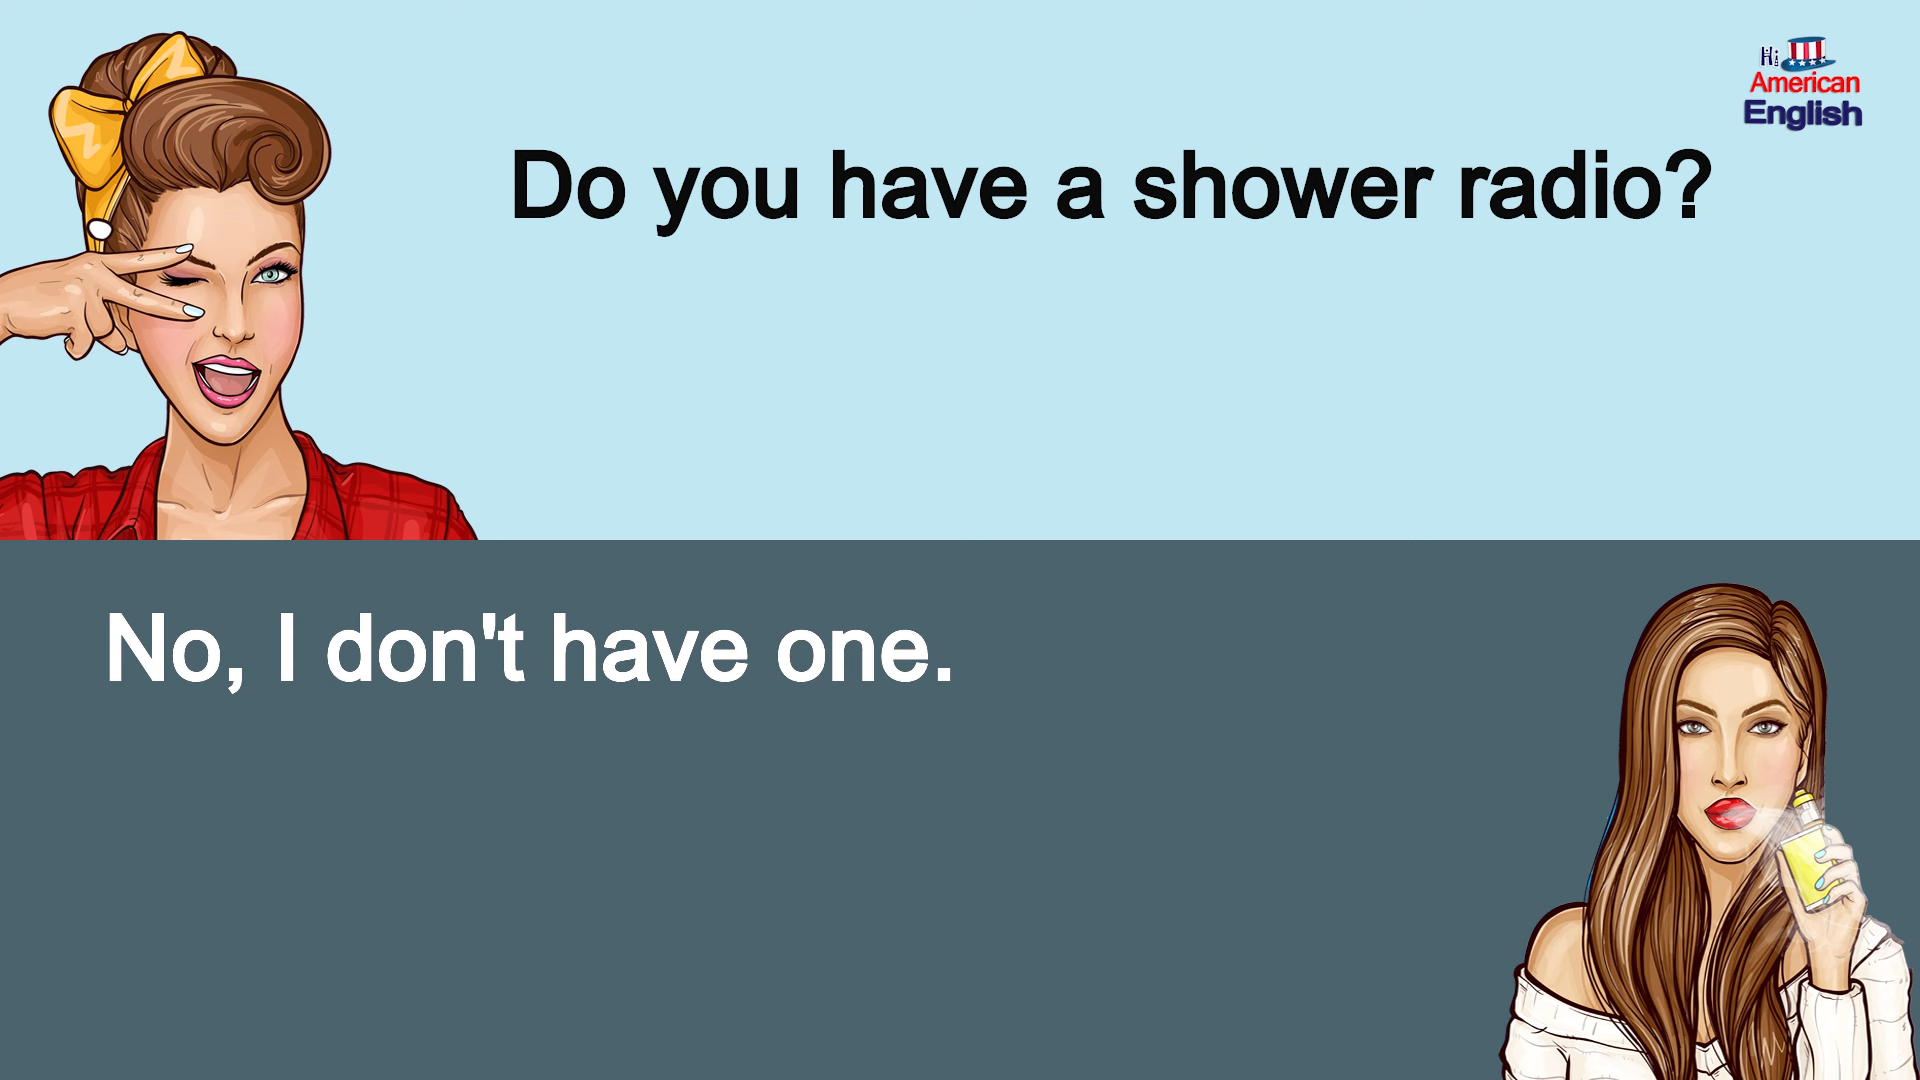 Hi
American
English
Do you have a shower radio?
No, I don't have one.